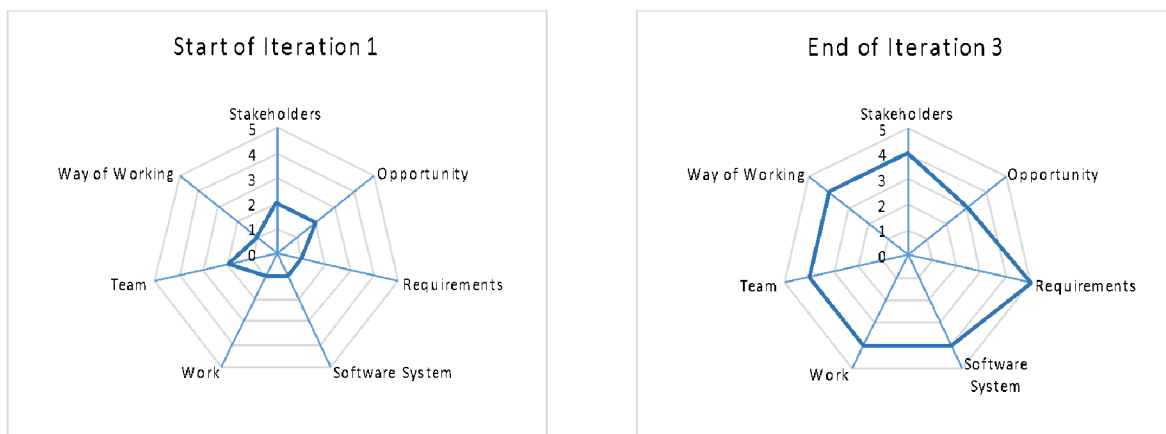 Start of Iteration 1
Stakeholders
5
4
3
2
1
0
Way of Working
Opportunity
Team
Requirements
Work
Software System
End of Iteration 3
Stakeholders
5
4
3
2
1
0
Way of Working
Opportunity
Team
Requirements
Work
Software
System